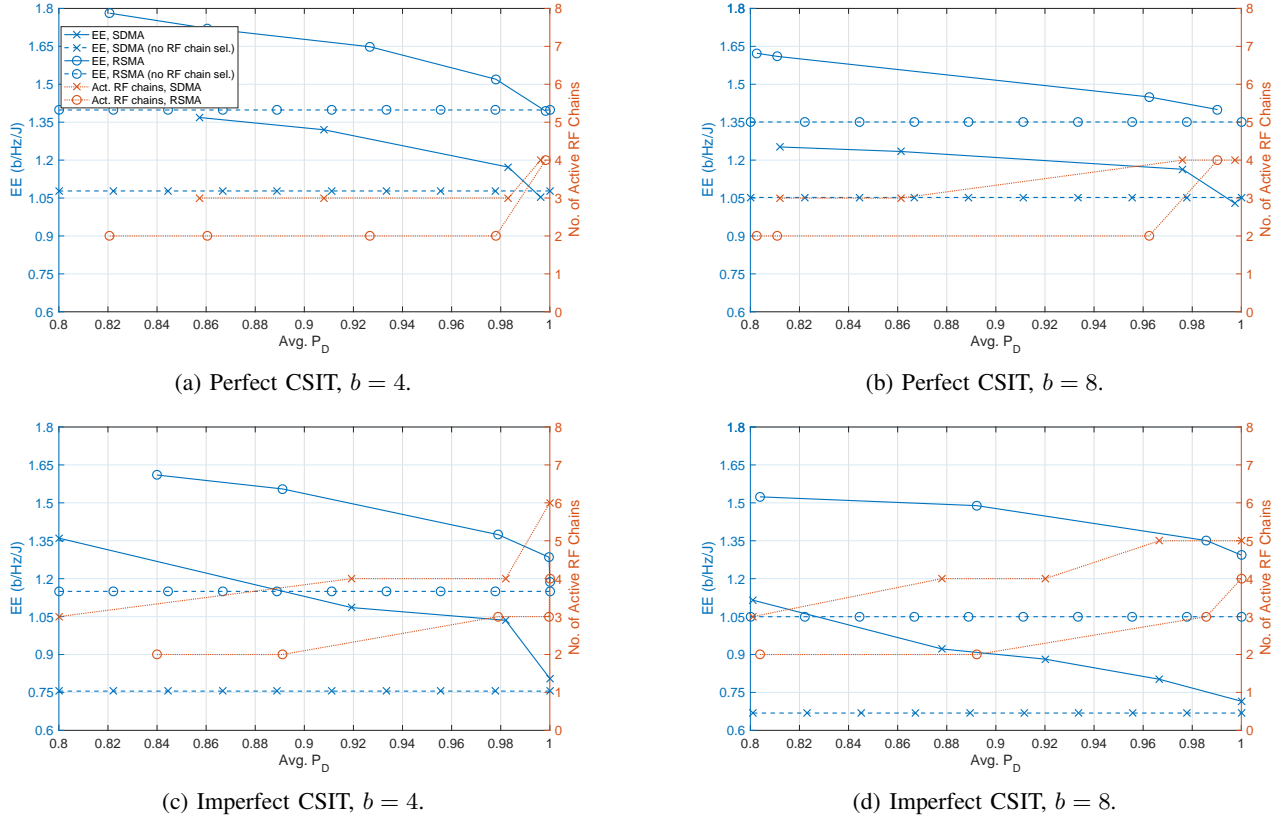 1.8
1.65
1.5
1.35
1.2
1.05
0.9
0.75
0.6
EE (b/Hz/J)
EE, SDMA
EE, SDMA (no RF chain sel.)
EE, RSMA
EE, RSMA (no RF chain sel.)
Act. RF chains, SDMA
Act. RF chains, RSMA
8
7
6
5
4
3
2
1
0
No. of Active RF Chains
0.8 0.82 0.84 0.86 0.88 0.9 0.92 0.94 0.96 0.98 1
Avg. P_D
(a) Perfect CSIT, b = 4.
1.8
1.65
1.5
1.35
1.2
1.05
0.9
0.75
0.6
EE (b/Hz/J)
8
7
6
5
4
3
2
1
0
No. of Active RF Chains
0.8 0.82 0.84 0.86 0.88 0.9 0.92 0.94 0.96 0.98 1
Avg. P_D
(b) Perfect CSIT, b = 8.
1.8
1.65
1.5
1.35
1.2
1.05
0.9
0.75
0.6
EE (b/Hz/J)
8
7
6
5
4
3
2
1
0
No. of Active RF Chains
0.8 0.82 0.84 0.86 0.88 0.9 0.92 0.94 0.96 0.98 1
Avg. P_D
(c) Imperfect CSIT, b = 4.
1.8
1.65
1.5
1.35
1.2
1.05
0.9
0.75
0.6
EE (b/Hz/J)
8
7
6
5
4
3
2
1
0
No. of Active RF Chains
0.8 0.82 0.84 0.86 0.88 0.9 0.92 0.94 0.96 0.98 1
Avg. P_D
(d) Imperfect CSIT, b = 8.